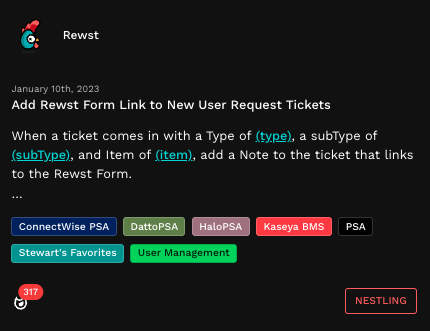 Rewst
January 10th, 2023
Add Rewst Form Link to New User Request Tickets
When a ticket comes in with a Type of (type), a subType of
(subType), and Item of (item), add a Note to the ticket that links
to the Rewst Form.
...
ConnectWise PSA DattoPSA HaloPSA Kaseya BMS PSA
Stewart's Favorites User Management
317
NESTLING